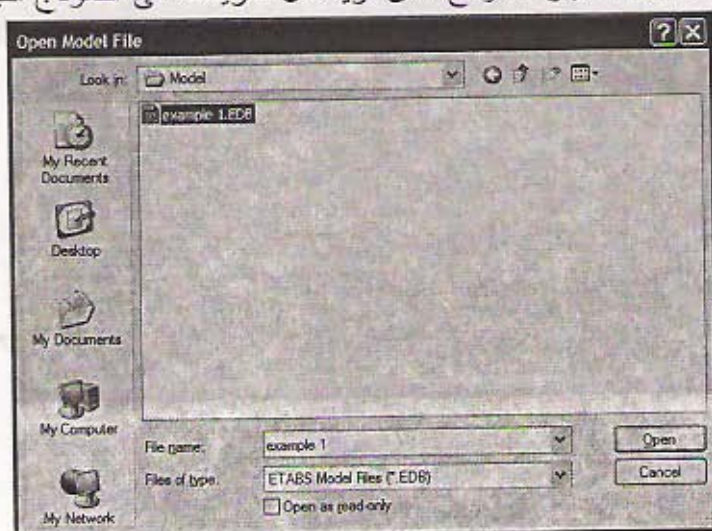 Open Model File
Look in: Model
example 1.EDB
My Recent
Documents
Desktop
My Documents
My Computer
My Network
File name: example 1 Open
Files of type: ETABS Model Files (*.EDB) Cancel
Open as read-only